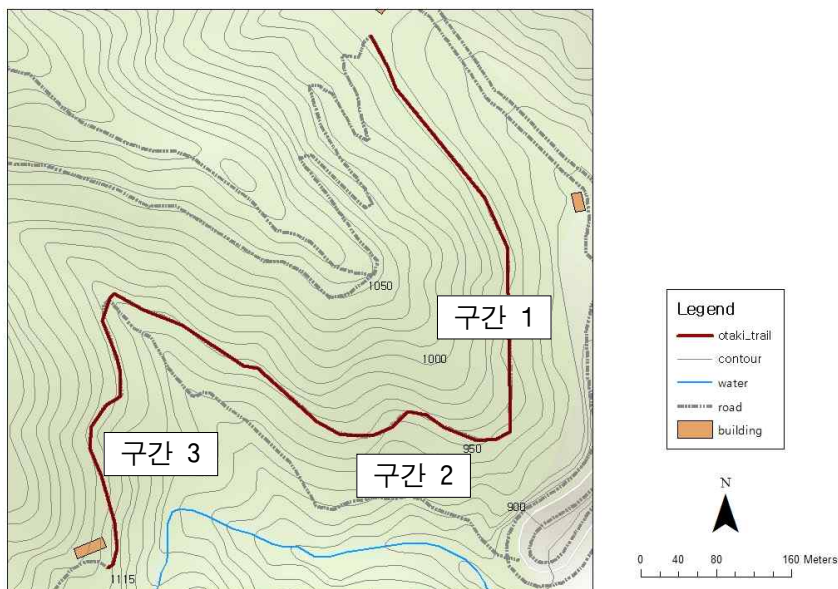 1050
구간 1
1000
구간 3
950
구간 2
900
1115
Legend
otaki_trail
contour
water
road
building
N
0 40 80 160 Meters